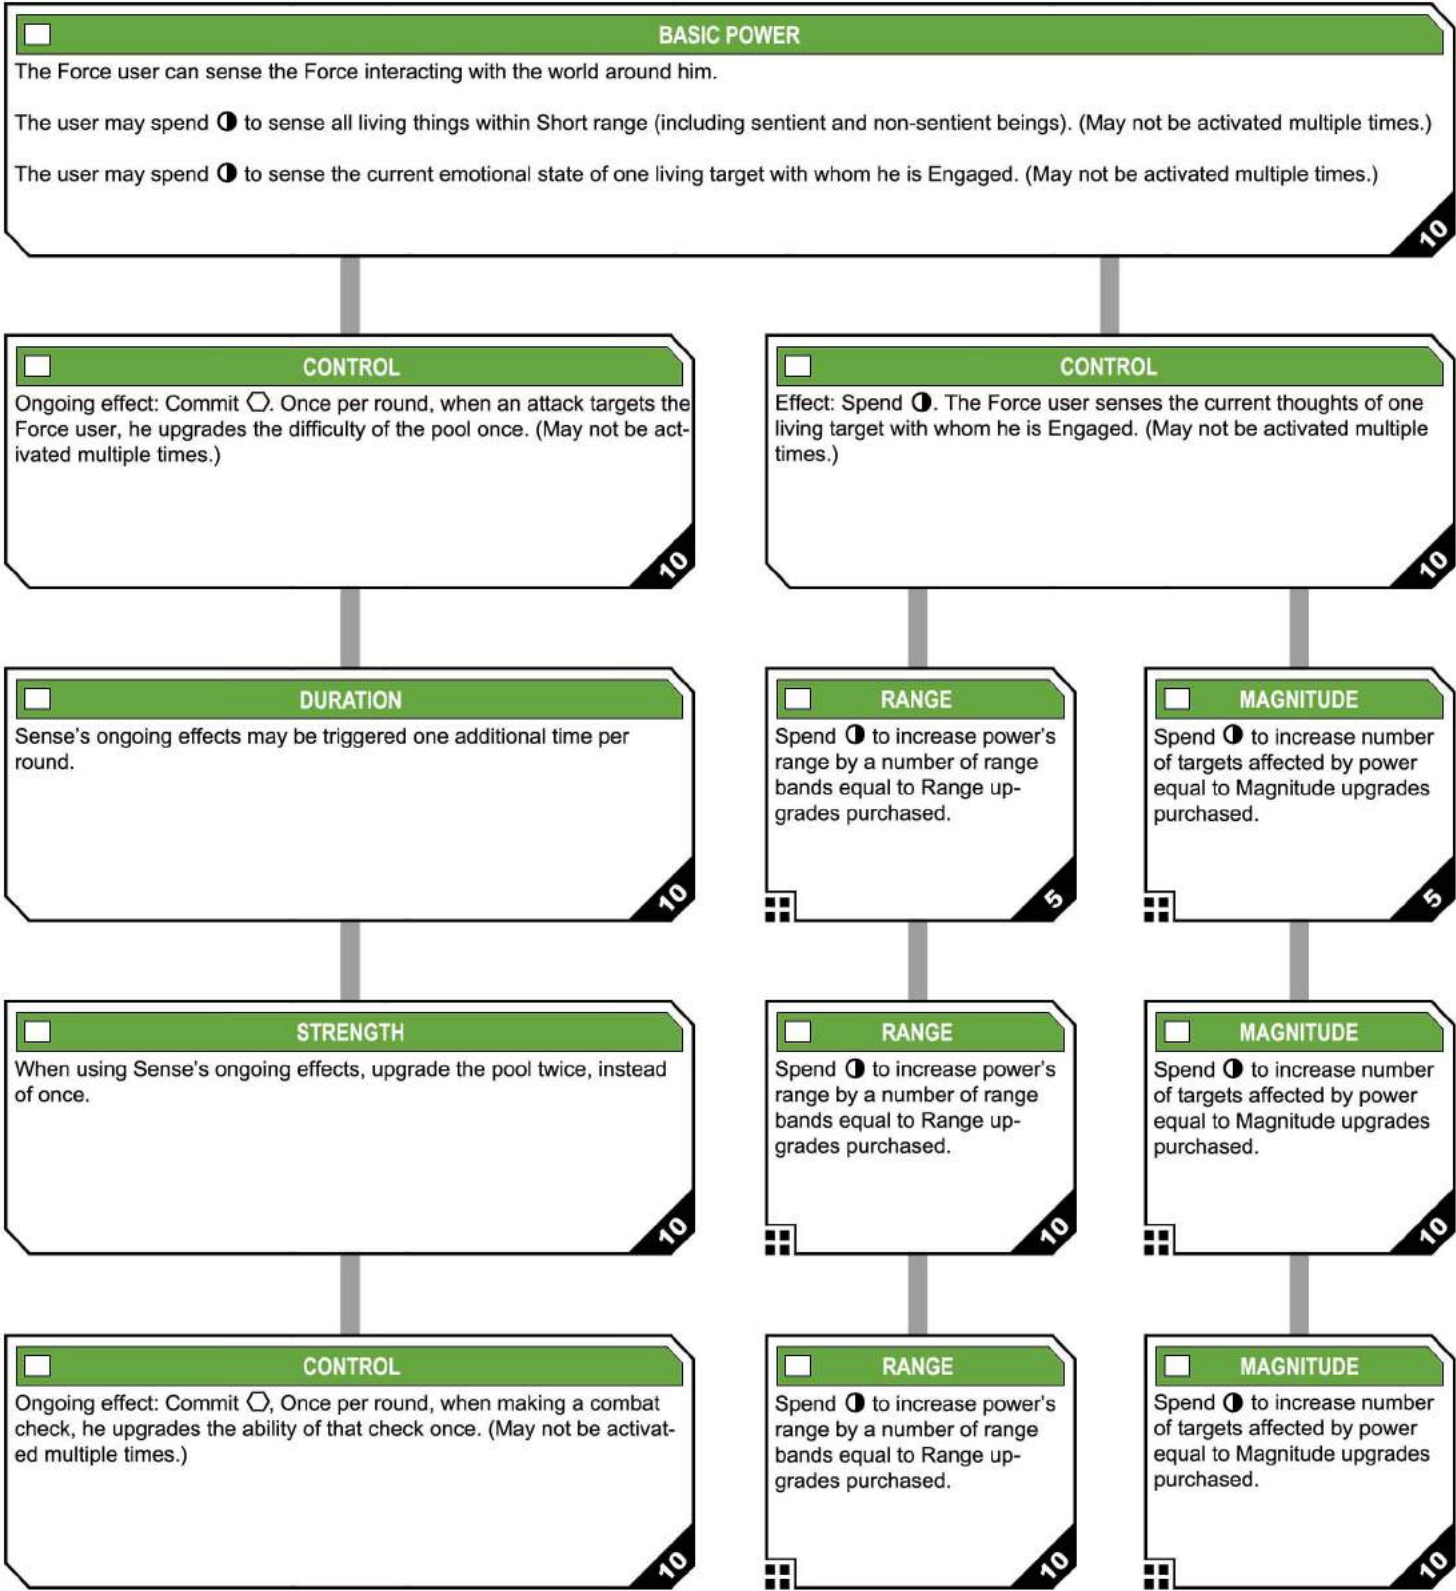 BASIC POWER
The Force user can sense the Force interacting with the world around him.
The user may spend ◑ to sense all living things within Short range (including sentient and non-sentient beings). (May not be activated multiple times.)
The user may spend ◑ to sense the current emotional state of one living target with whom he is Engaged. (May not be activated multiple times.)
10
CONTROL
Ongoing effect: Commit ⬡. Once per round, when an attack targets the
Force user, he upgrades the difficulty of the pool once. (May not be act-
ivated multiple times.)
10
CONTROL
Effect: Spend ◑. The Force user senses the current thoughts of one
living target with whom he is Engaged. (May not be activated multiple
times.)
10
DURATION
Sense's ongoing effects may be triggered one additional time per
round.
10
RANGE
Spend ◑ to increase power's
range by a number of range
bands equal to Range up-
grades purchased.
5
MAGNITUDE
Spend ◑ to increase number
of targets affected by power
equal to Magnitude upgrades
purchased.
5
STRENGTH
When using Sense's ongoing effects, upgrade the pool twice, instead
of once.
10
RANGE
Spend ◑ to increase power's
range by a number of range
bands equal to Range up-
grades purchased.
10
MAGNITUDE
Spend ◑ to increase number
of targets affected by power
equal to Magnitude upgrades
purchased.
10
CONTROL
Ongoing effect: Commit ⬡, Once per round, when making a combat
check, he upgrades the ability of that check once. (May not be activat-
ed multiple times.)
10
RANGE
Spend ◑ to increase power's
range by a number of range
bands equal to Range up-
grades purchased.
10
MAGNITUDE
Spend ◑ to increase number
of targets affected by power
equal to Magnitude upgrades
purchased.
10